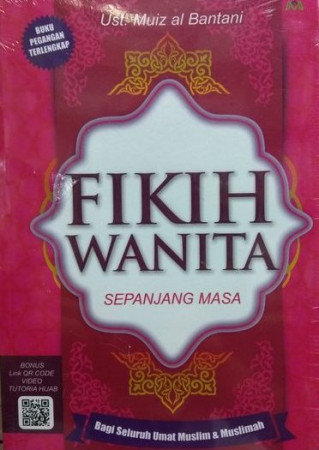 Ust. Muiz al Bantani
BUKU
PEGANGAN
TERLENGKAP
FIKIH
WANITA
SEPANJANG MASA
BONUS
Link QR CODE
VIDEO
TUTORIA HIJAB
Bagi Seluruh Umat Muslim & Muslimah